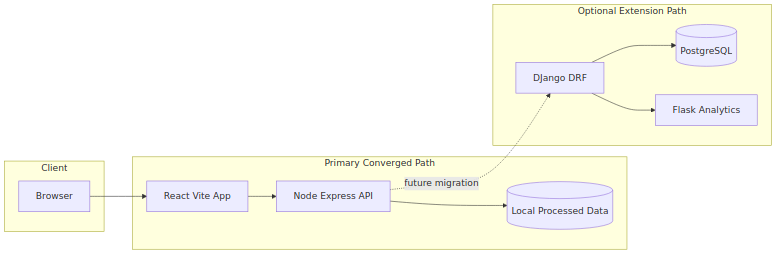 Optional Extension Path
PostgreSQL
DJango DRF
Flask Analytics
Client
Browser
Primary Converged Path
React Vite App
Node Express API
future migration
Local Processed Data